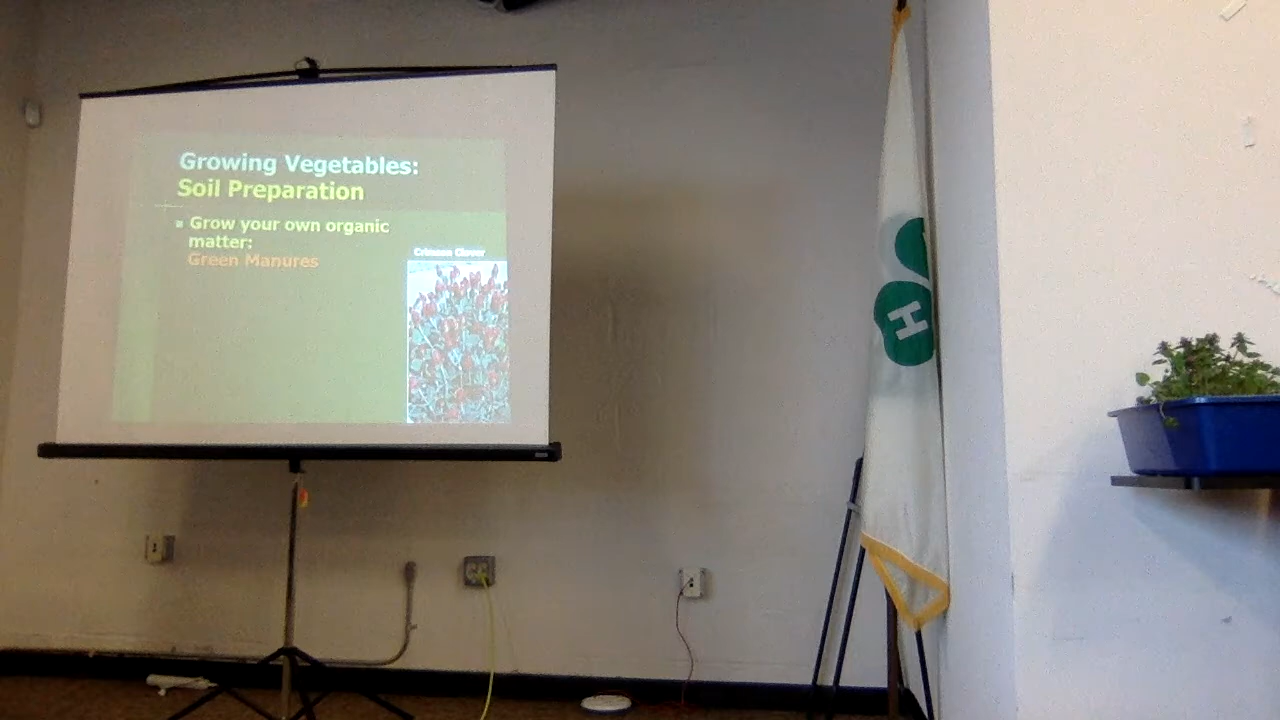 Growing Vegetables:
Soil Preparation
Grow your own organic
matter:
Green Manures
Crimson Clover
H